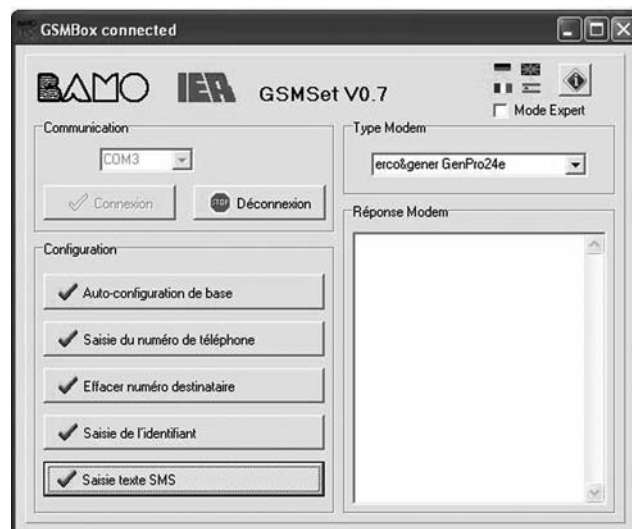 GSMBox connected
BAMO IER GSMSet V0.7
Mode Expert
Communication
COM3
Connexion
Déconnexion
Type Modem
erco&gener GenPro24e
Configuration
Auto-configuration de base
Saisie du numéro de téléphone
Effacer numéro destinataire
Saisie de l'identifiant
Saisie texte SMS
Réponse Modem